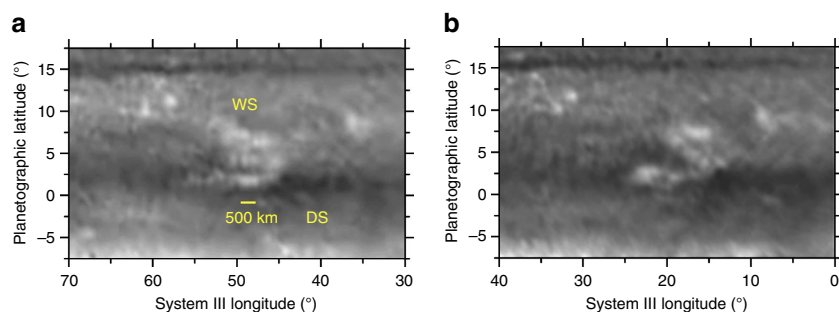 a
b
Planetographic latitude (°)
15
10
5
0
–5
WS
500 km
DS
70
60
50
40
30
System III longitude (°)
Planetographic latitude (°)
15
10
5
0
–5
40
30
20
10
0
System III longitude (°)